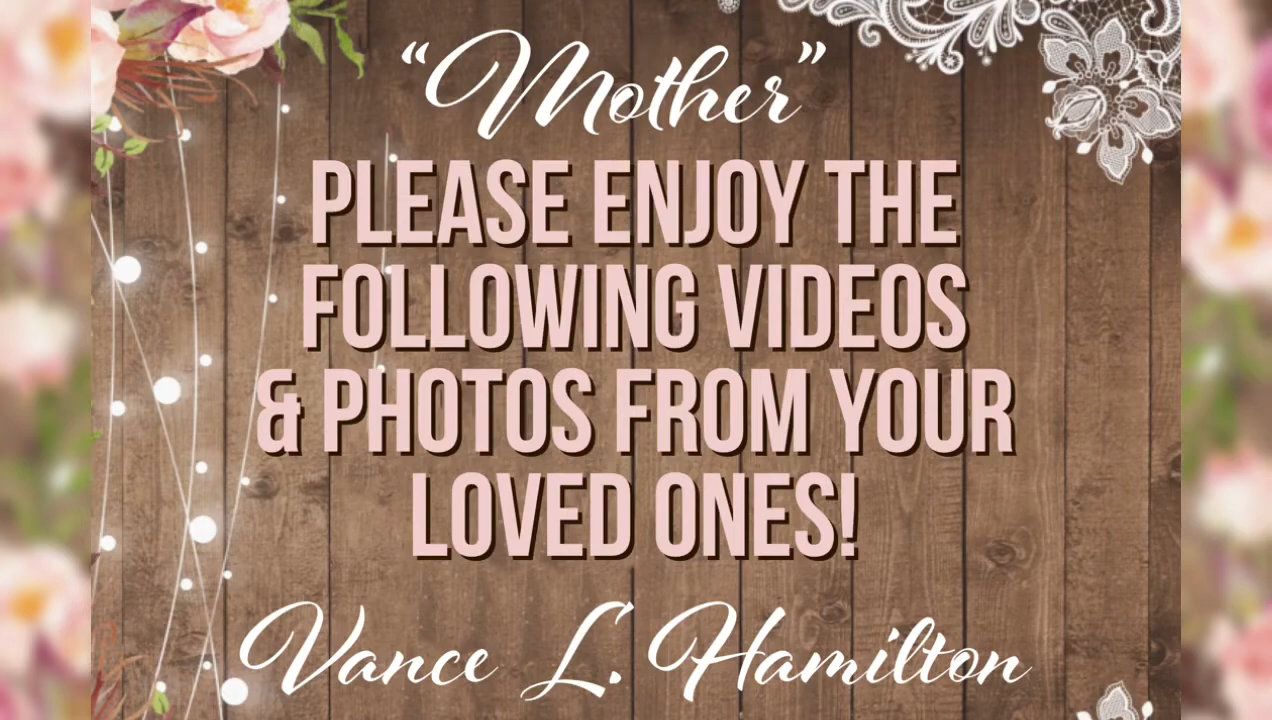 “Mother”
PLEASE ENJOY THE
FOLLOWING VIDEOS
& PHOTOS FROM YOUR
LOVED ONES!
Vance L. Hamilton